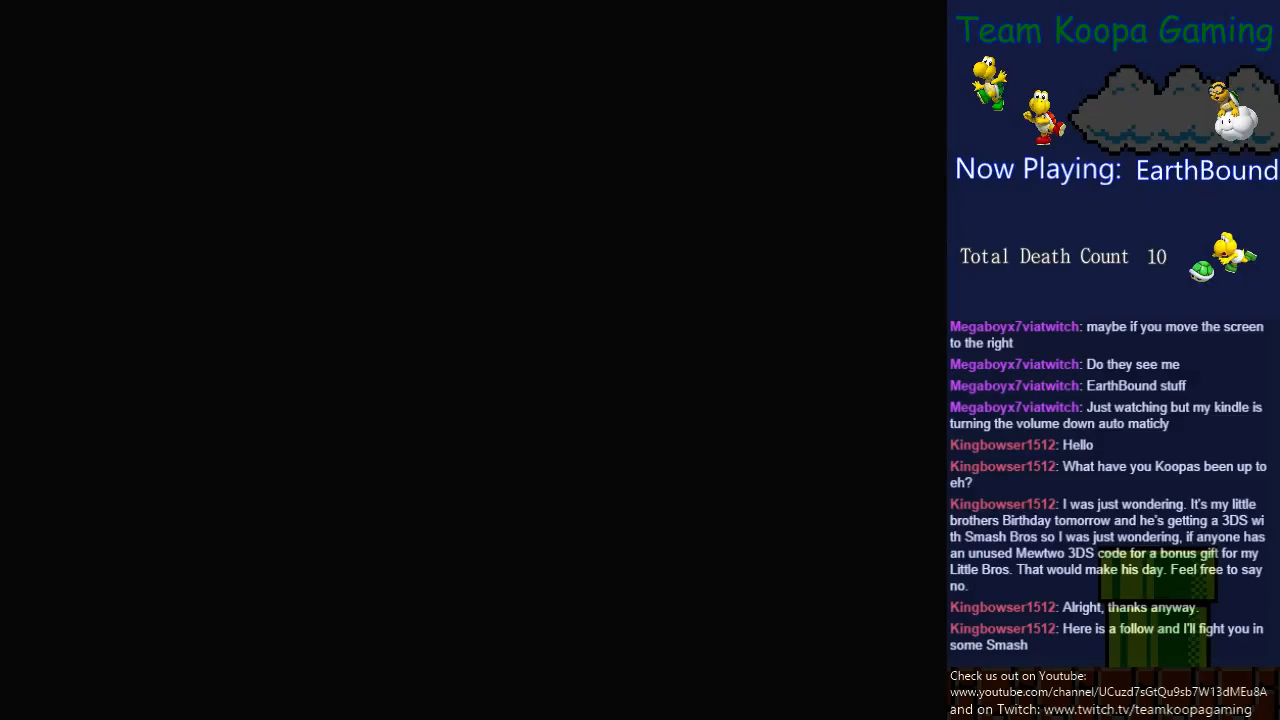 Team Koopa Gaming
Now Playing: EarthBound
Total Death Count 10
Megaboyx7viatwitch: maybe if you move the screen
to the right
Megaboyx7viatwitch: Do they see me
Megaboyx7viatwitch: EarthBound stuff
Megaboyx7viatwitch: Just watching but my kindle is
turning the volume down auto maticly
Kingbowser1512: Hello
Kingbowser1512: What have you Koopas been up to
eh?
Kingbowser1512: I was just wondering. It's my little
brothers Birthday tomorrow and he's getting a 3DS wi
th Smash Bros so I was just wondering, if anyone has
an unused Mewtwo 3DS code for a bonus gift for my
Little Bros. That would make his day. Feel free to say
no.
Kingbowser1512: Alright, thanks anyway.
Kingbowser1512: Here is a follow and I'll fight you in
some Smash
Check us out on Youtube:
www.youtube.com/channel/UCuzd7sGtQu9sb7W13dMEu8A
and on Twitch: www.twitch.tv/teamkoopagaming